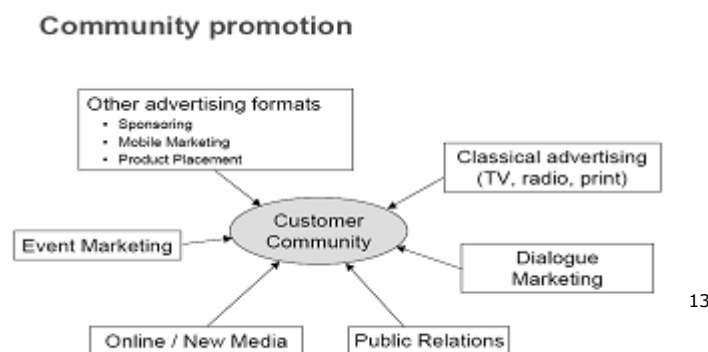 Community promotion
Other advertising formats
• Sponsoring
• Mobile Marketing
• Product Placement
Classical advertising
(TV, radio, print)
Customer
Community
Event Marketing
Dialogue
Marketing
13
Online / New Media
Public Relations